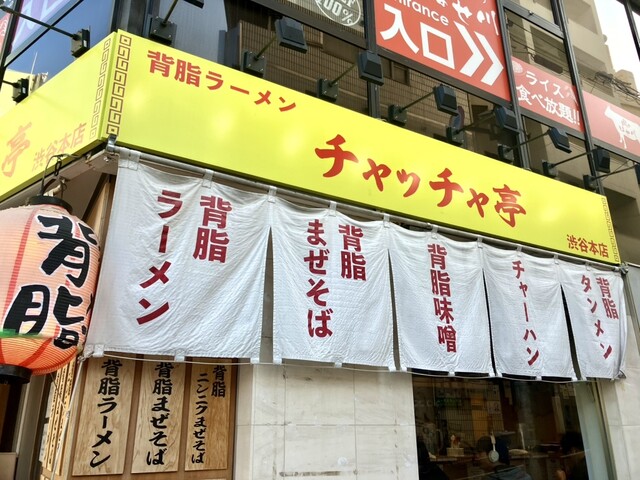 入口
ライス
食べ放題!!
背脂ラーメン
チャッチャ亭
渋谷本店
亭
渋谷本店
背脂
ラーメン
背脂
まぜそば
背脂味噌
チャーハン
背脂
タンメン
背脂
背脂ラーメン
背脂まぜそば
背脂
ニンニクまぜそば